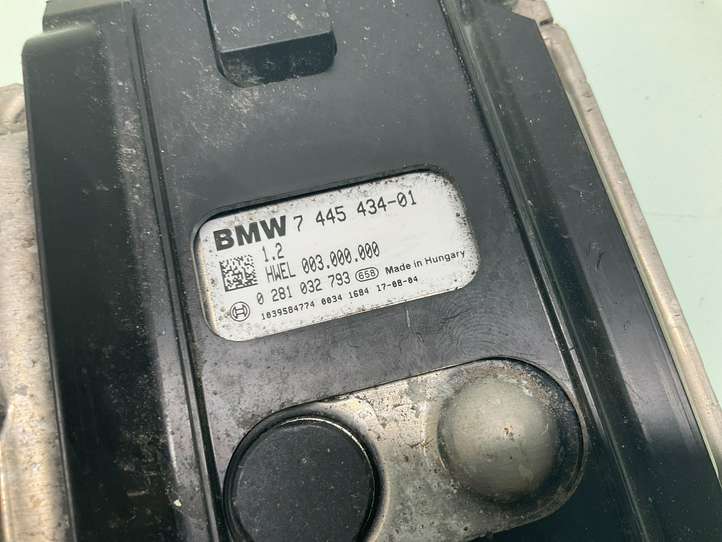 BMW 7 445 434-01
1.2
HWEL 003.000.000
0 281 032 793 658 Made in Hungary
1039S84774 0034 1684 17-08-04